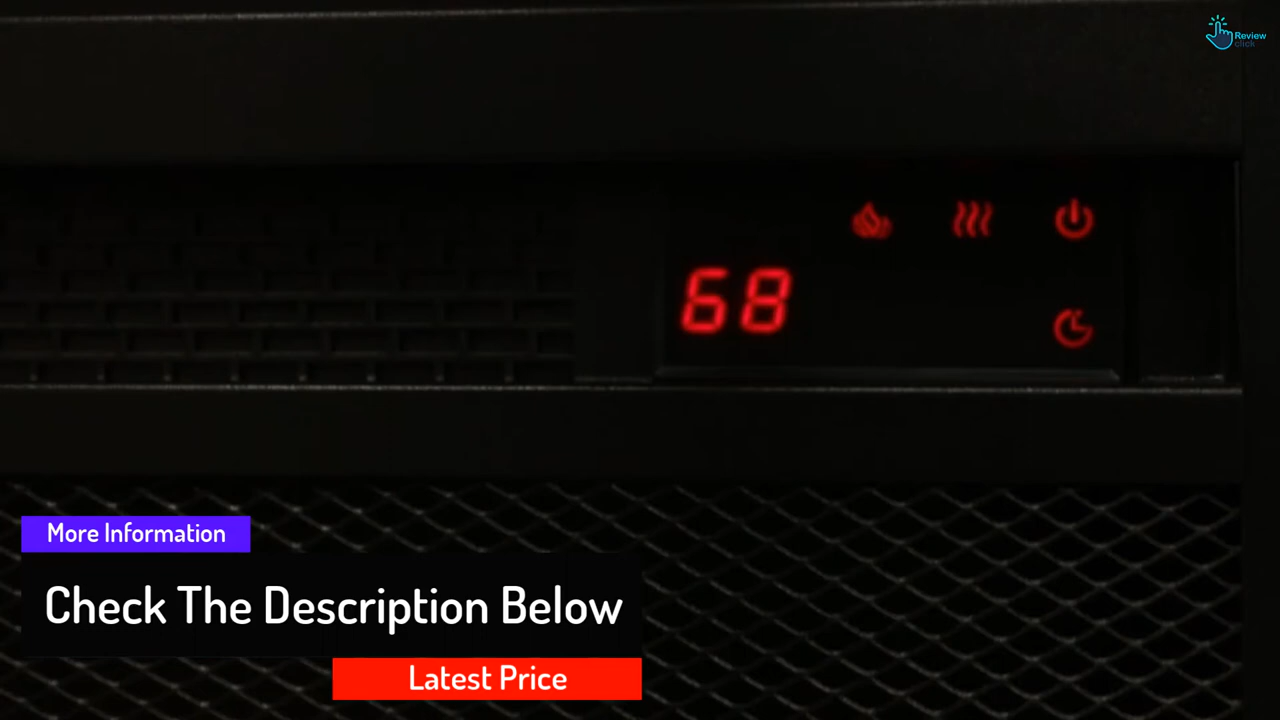 Review
click
68
More Information
Check The Description Below
Latest Price